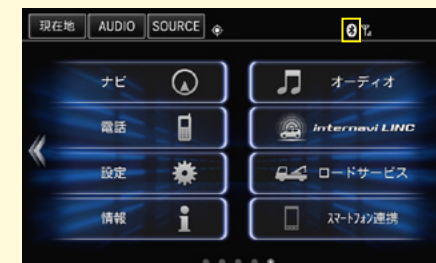 現在地 AUDIO SOURCE
ナビ オーディオ
電話 internavi LINC
設定 ロードサービス
情報 スマートフォン連携